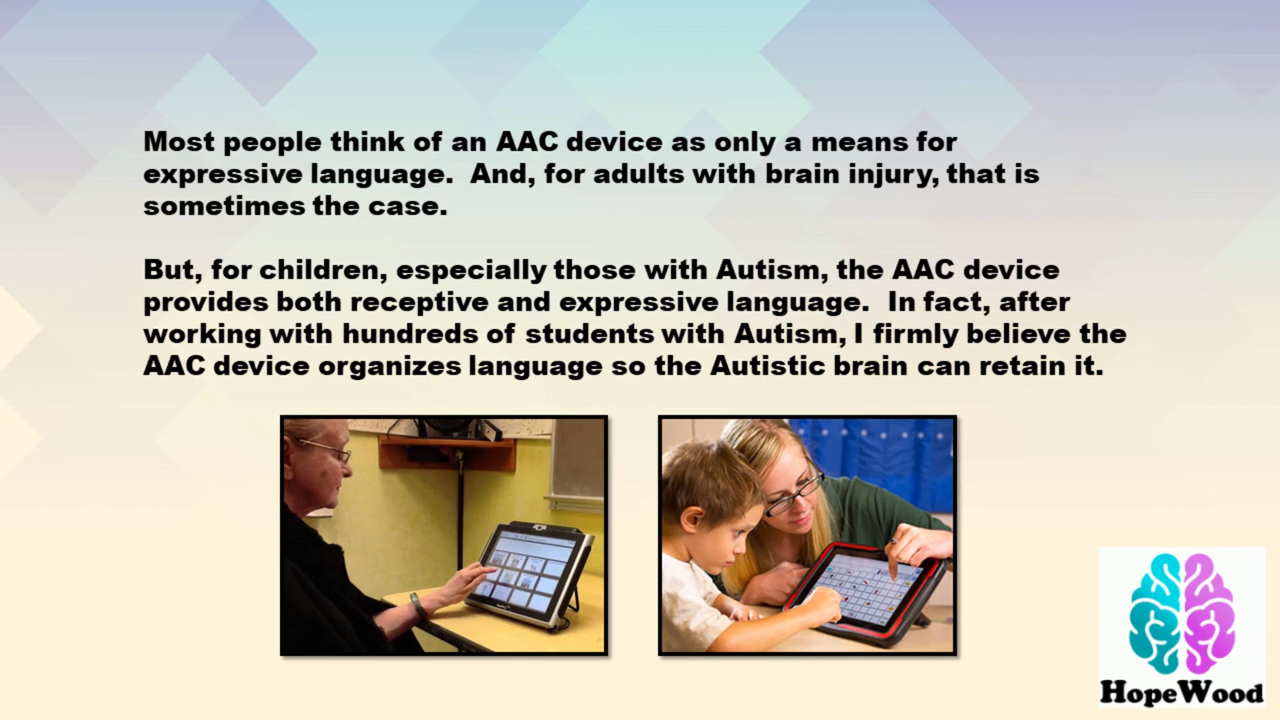 Most people think of an AAC device as only a means for
expressive language.  And, for adults with brain injury, that is
sometimes the case.
But, for children, especially those with Autism, the AAC device
provides both receptive and expressive language.  In fact, after
working with hundreds of students with Autism, I firmly believe the
AAC device organizes language so the Autistic brain can retain it.
HopeWood